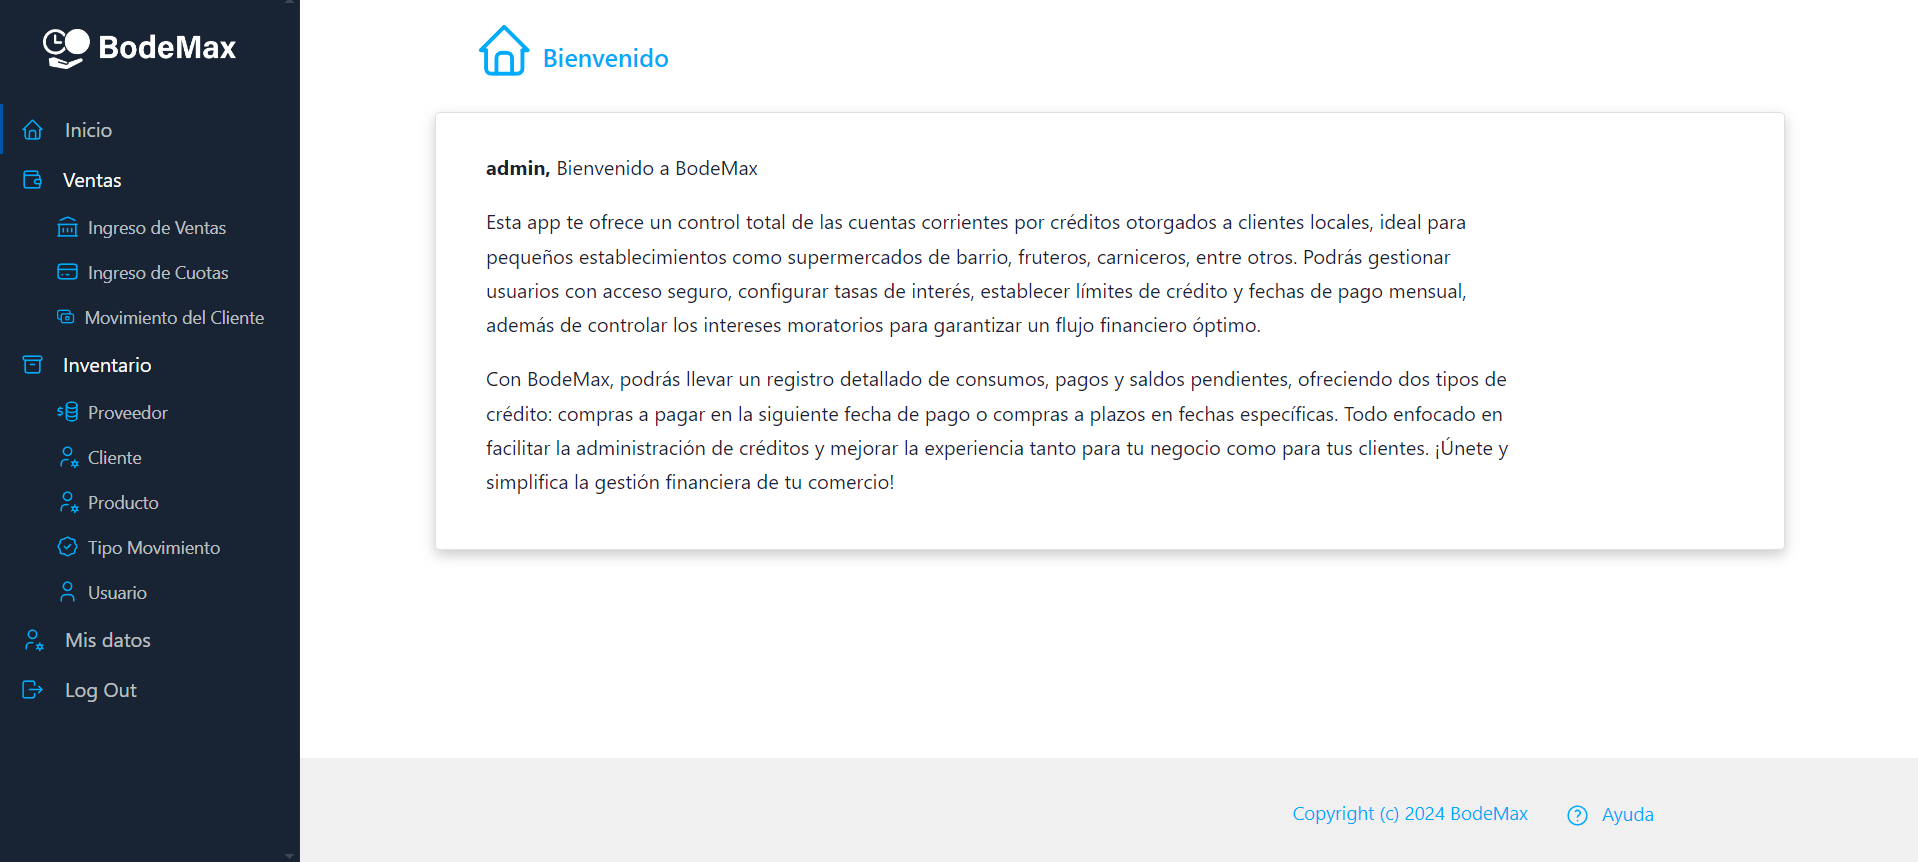 BodeMax
Inicio
Ventas
Ingreso de Ventas
Ingreso de Cuotas
Movimiento del Cliente
Inventario
Proveedor
Cliente
Producto
Tipo Movimiento
Usuario
Mis datos
Log Out
Bienvenido
admin, Bienvenido a BodeMax
Esta app te ofrece un control total de las cuentas corrientes por créditos otorgados a clientes locales, ideal para
pequeños establecimientos como supermercados de barrio, fruteros, carniceros, entre otros. Podrás gestionar
usuarios con acceso seguro, configurar tasas de interés, establecer límites de crédito y fechas de pago mensual,
además de controlar los intereses moratorios para garantizar un flujo financiero óptimo.
Con BodeMax, podrás llevar un registro detallado de consumos, pagos y saldos pendientes, ofreciendo dos tipos de
crédito: compras a pagar en la siguiente fecha de pago o compras a plazos en fechas específicas. Todo enfocado en
facilitar la administración de créditos y mejorar la experiencia tanto para tu negocio como para tus clientes. ¡Únete y
simplifica la gestión financiera de tu comercio!
Copyright (c) 2024 BodeMax
Ayuda